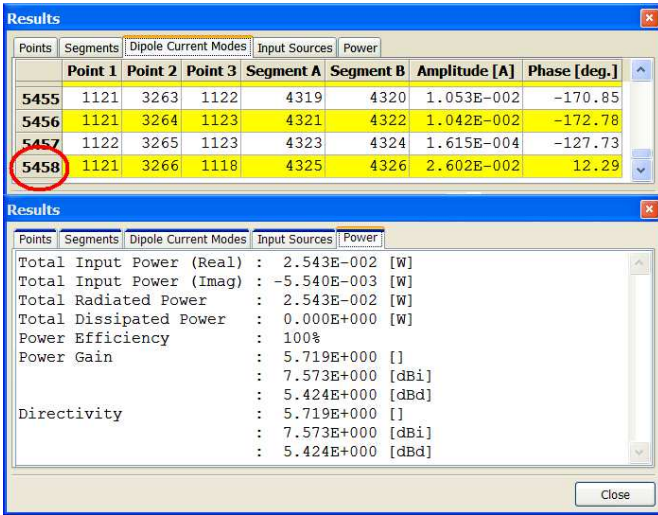 Results
Points Segments Dipole Current Modes Input Sources Power
Point 1 Point 2 Point 3 Segment A Segment B Amplitude [A] Phase [deg.]
5455 1121 3263 1122 4319 4320 1.053E-002 -170.85
5456 1121 3264 1123 4321 4322 1.042E-002 -172.78
5457 1122 3265 1123 4323 4324 1.615E-004 -127.73
5458 1121 3266 1118 4325 4326 2.602E-002 12.29
Results
Points Segments Dipole Current Modes Input Sources Power
Total Input Power (Real) : 2.543E-002 [W]
Total Input Power (Imag) : -5.540E-003 [W]
Total Radiated Power : 2.543E-002 [W]
Total Dissipated Power : 0.000E+000 [W]
Power Efficiency : 100%
Power Gain : 5.719E+000 []
: 7.573E+000 [dBi]
: 5.424E+000 [dBd]
Directivity : 5.719E+000 []
: 7.573E+000 [dBi]
: 5.424E+000 [dBd]
Close